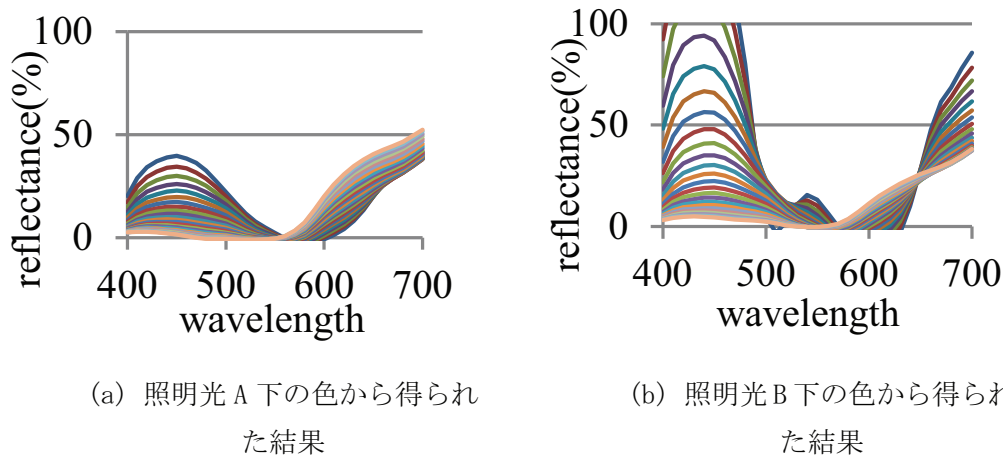 100
50
0
400 500 600 700
reflectance(%)
wavelength
(a) 照明光 A 下の色から得られ
た結果
100
50
0
400 500 600 700
reflectance(%)
wavelength
(b) 照明光 B 下の色から得られ
た結果